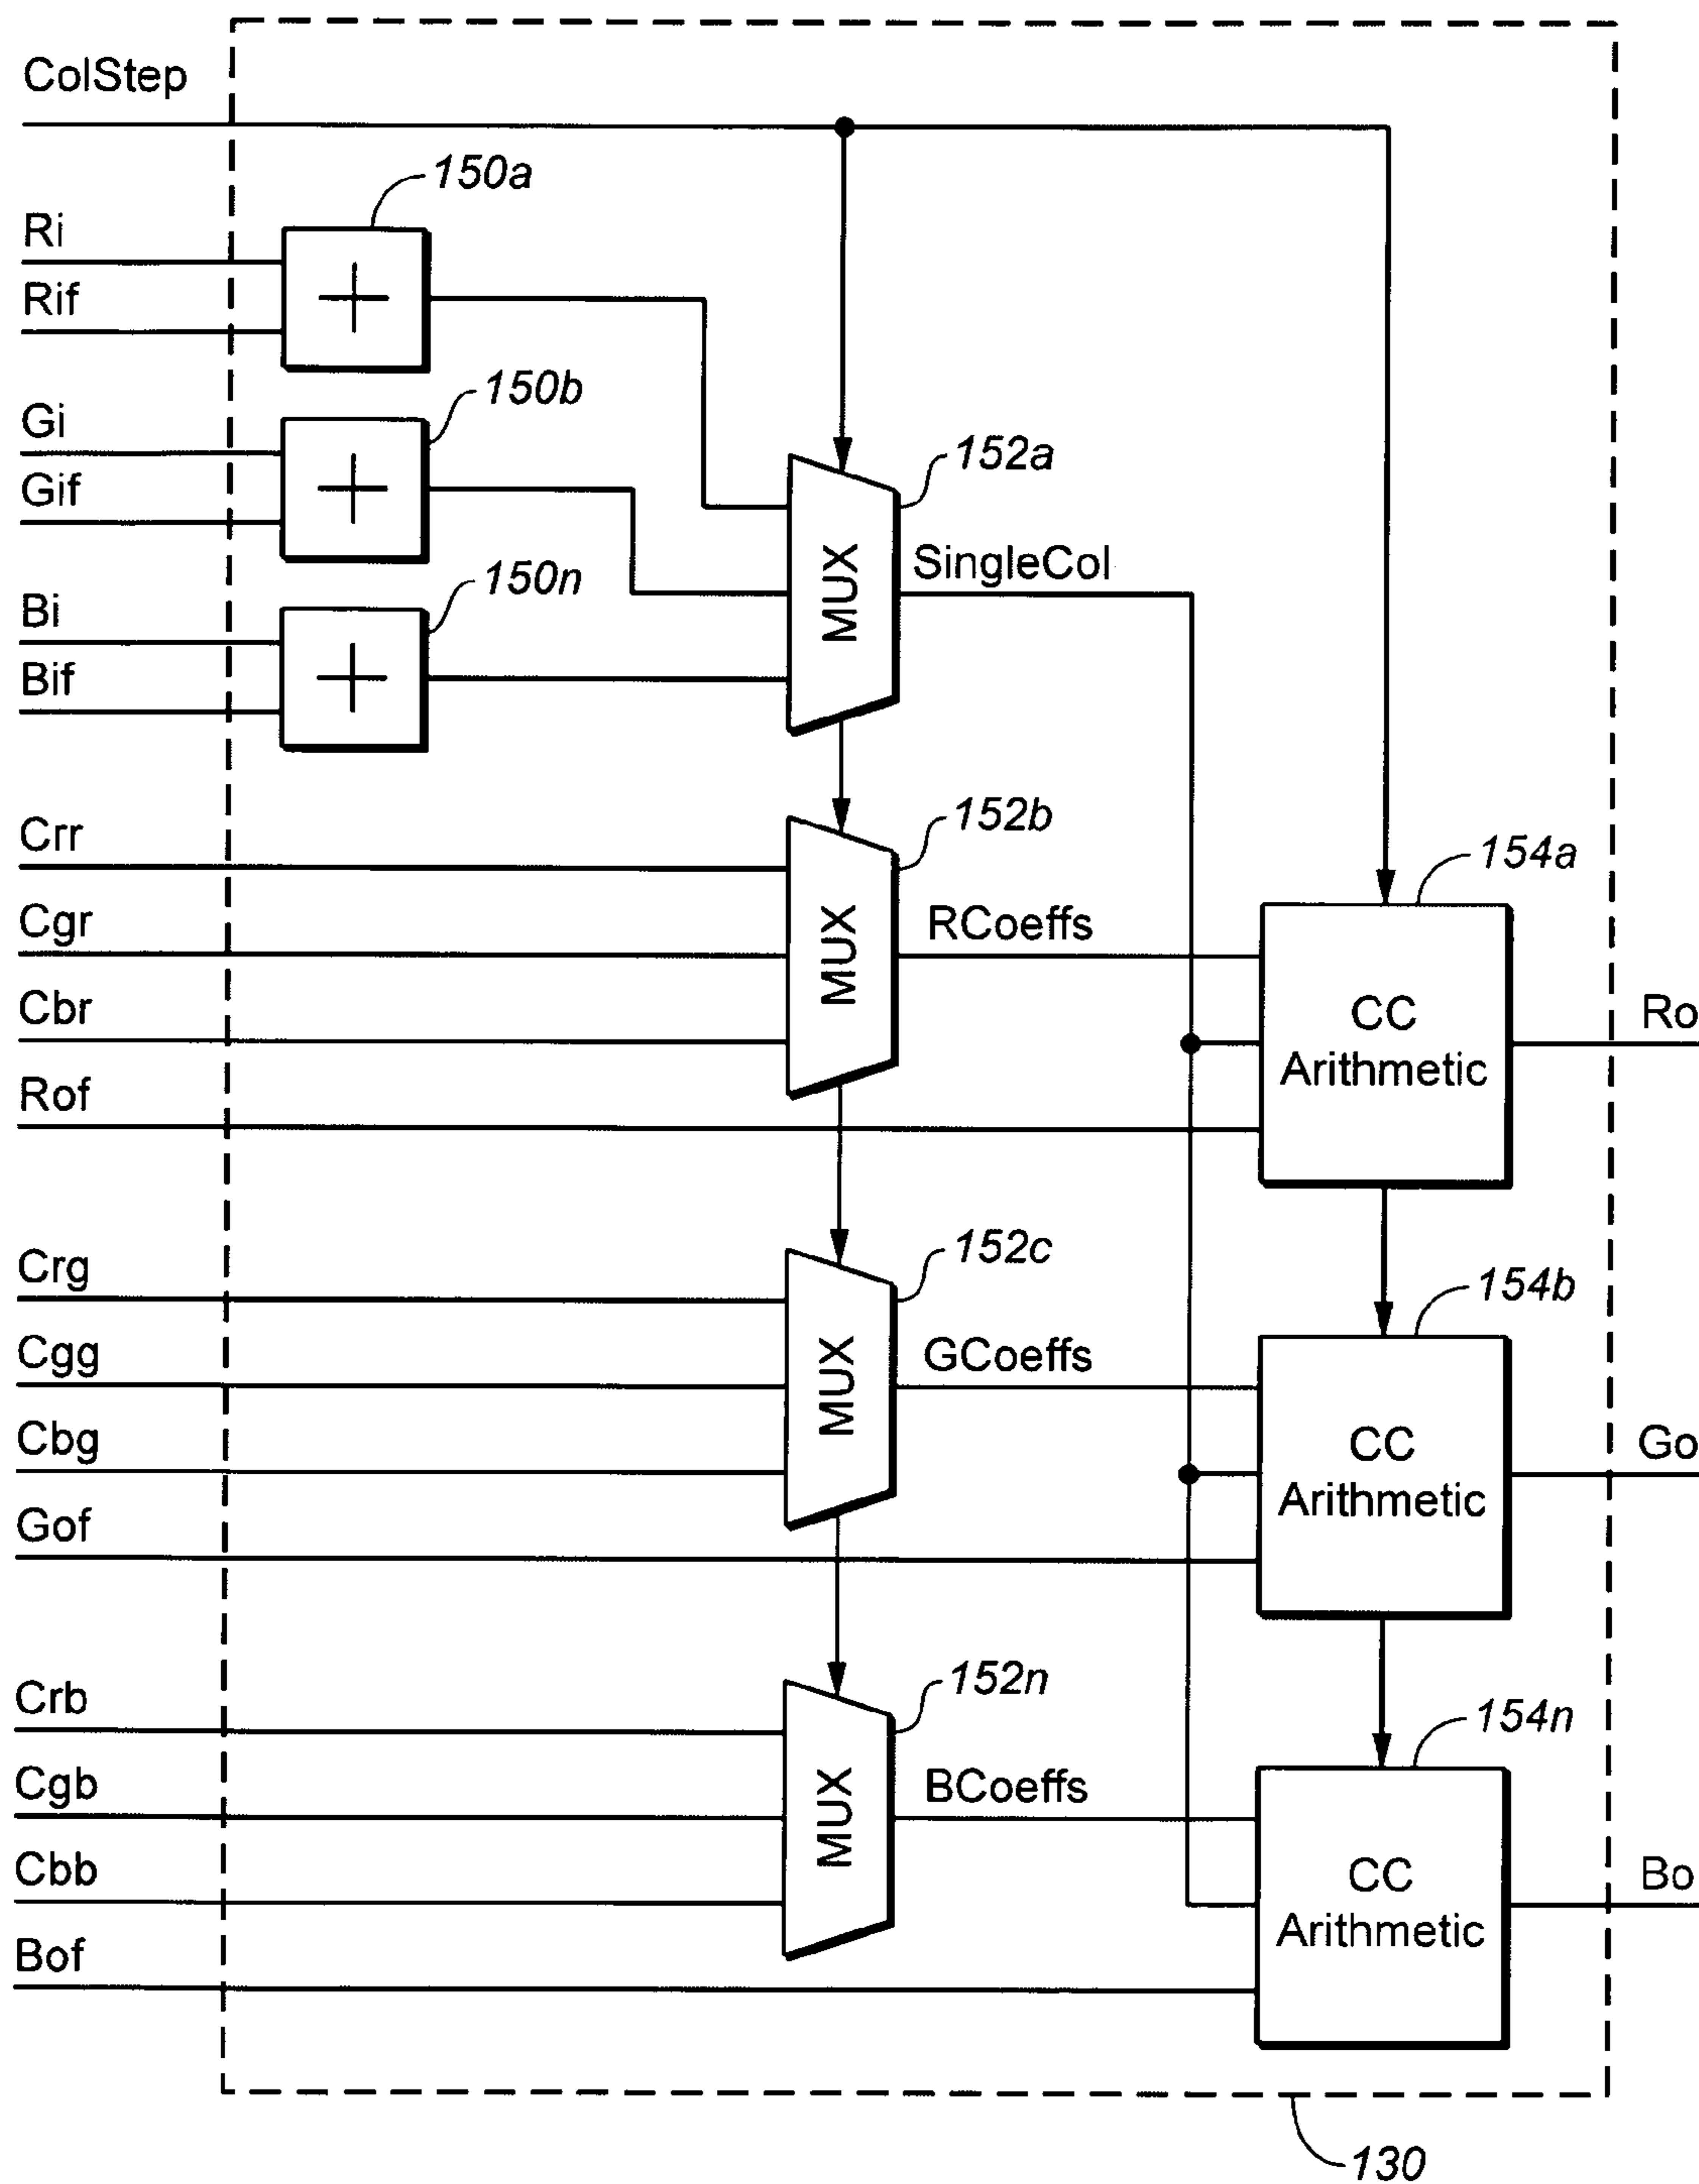 ColStep
150a
Ri
Rif
+
150b
Gi
Gif
+
152a
150n
SingleCol
MUX
Bi
Bif
+
152b
Crr
154a
Cgr
RCoeffs
MUX
Cbr
CC
Arithmetic
Ro
Rof
152c
Crg
154b
Cgg
GCoeffs
MUX
Cbg
CC
Arithmetic
Go
Gof
152n
Crb
154n
Cgb
BCoeffs
MUX
Cbb
CC
Arithmetic
Bo
Bof
130